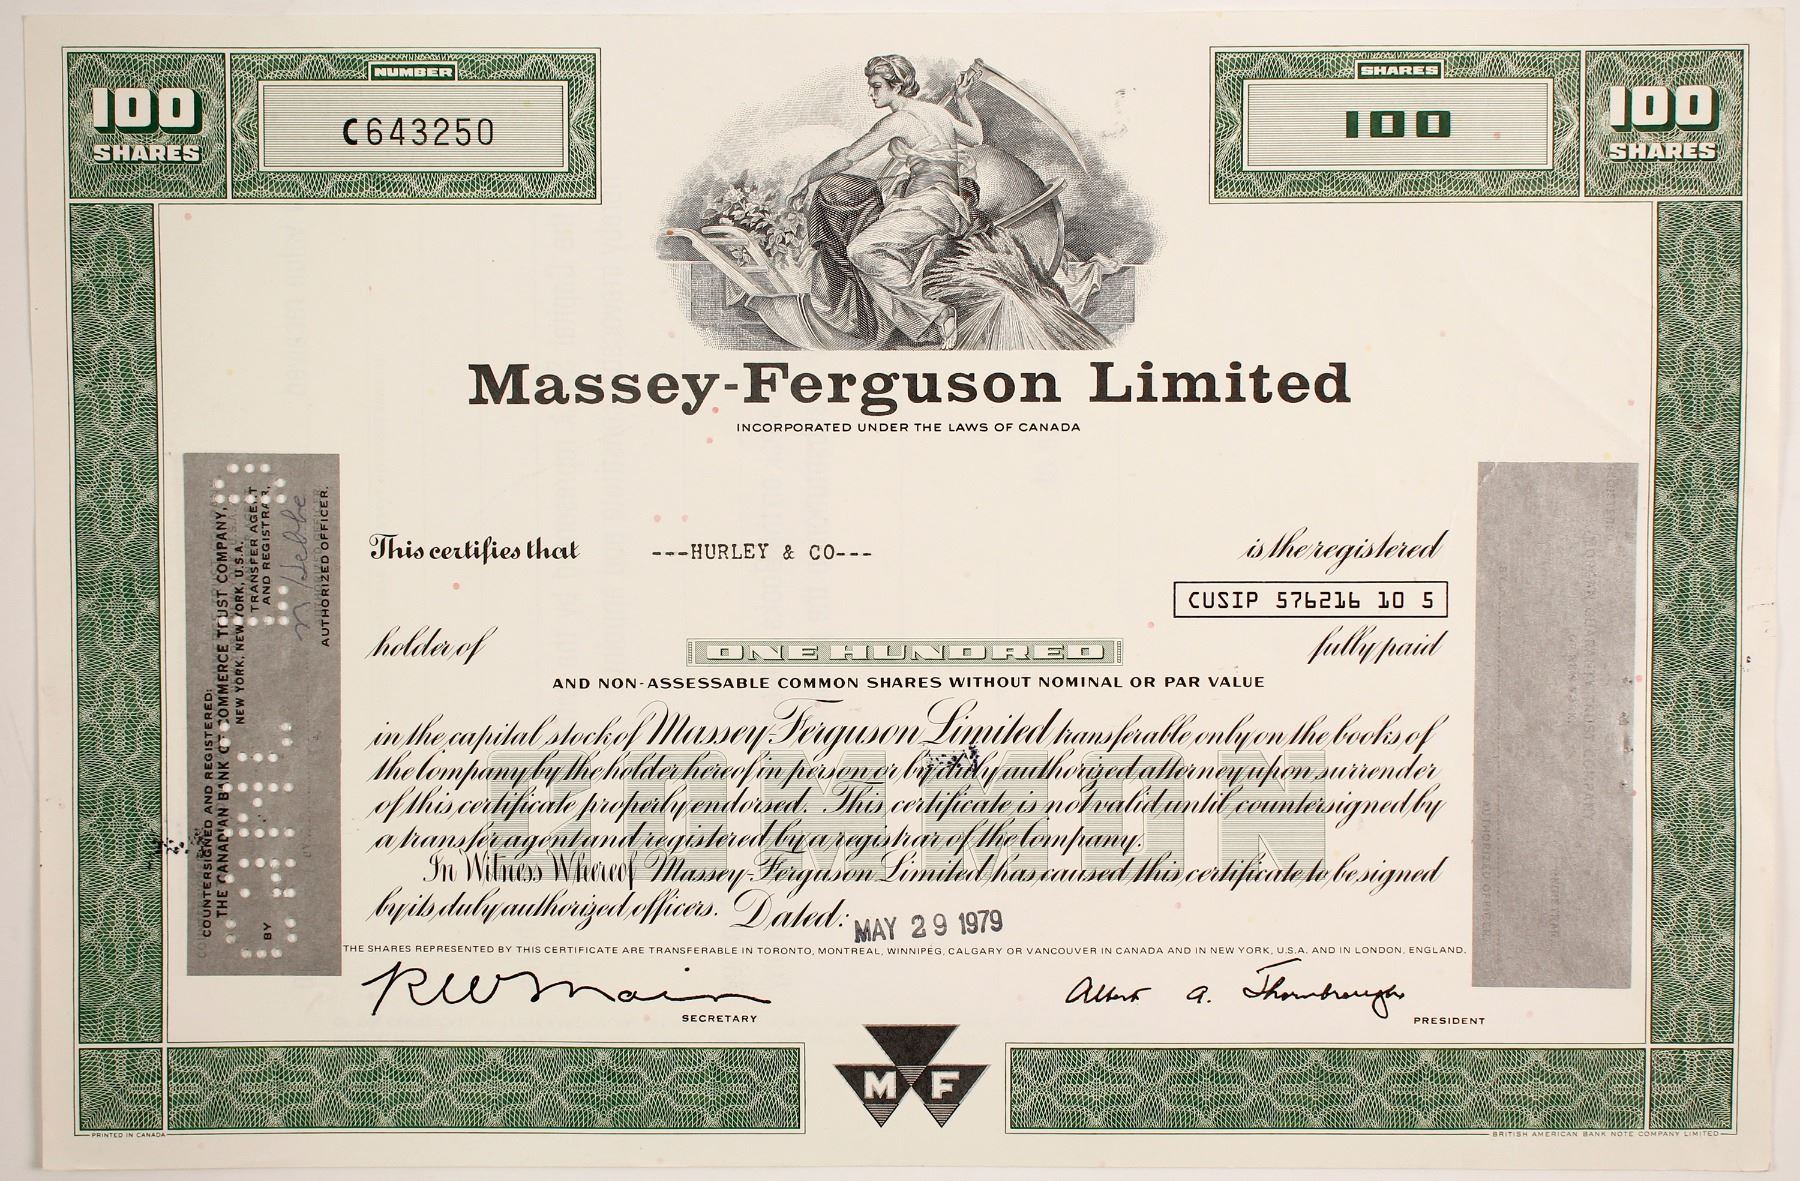 NUMBER
100
SHARES
C643250
SHARES
100
100
SHARES
Massey-Ferguson Limited
INCORPORATED UNDER THE LAWS OF CANADA
This certifies that ---HURLEY & CO--- is the registered
CUSIP 576216 10 5
holder of ONE HUNDRED fully paid
AND NON-ASSESSABLE COMMON SHARES WITHOUT NOMINAL OR PAR VALUE
in the capital stock of Massey-Ferguson Limited transferable only on the books of
the Company by the holder hereof in person or by duly authorized attorney upon surrender
of this certificate properly endorsed. This certificate is not valid until countersigned by
a transfer agent and registered by a registrar of the Company.
In Witness Whereof Massey-Ferguson Limited has caused this certificate to be signed
by its duly authorized officers. Dated: MAY 29 1979
THE SHARES REPRESENTED BY THIS CERTIFICATE ARE TRANSFERABLE IN TORONTO, MONTREAL, WINNIPEG, CALGARY OR VANCOUVER IN CANADA AND IN NEW YORK, U.S.A. AND IN LONDON, ENGLAND.
Albert A. Thornbrough
SECRETARY
PRESIDENT
COUNTERSIGNED AND REGISTERED:
THE CANADIAN BANK OF COMMERCE TRUST COMPANY,
NEW YORK, NEW YORK, U.S.A.
TRANSFER AGENT
AND REGISTRAR,
BY
AUTHORIZED OFFICER.
M F
PRINTED IN CANADA
BRITISH AMERICAN BANK NOTE COMPANY LIMITED